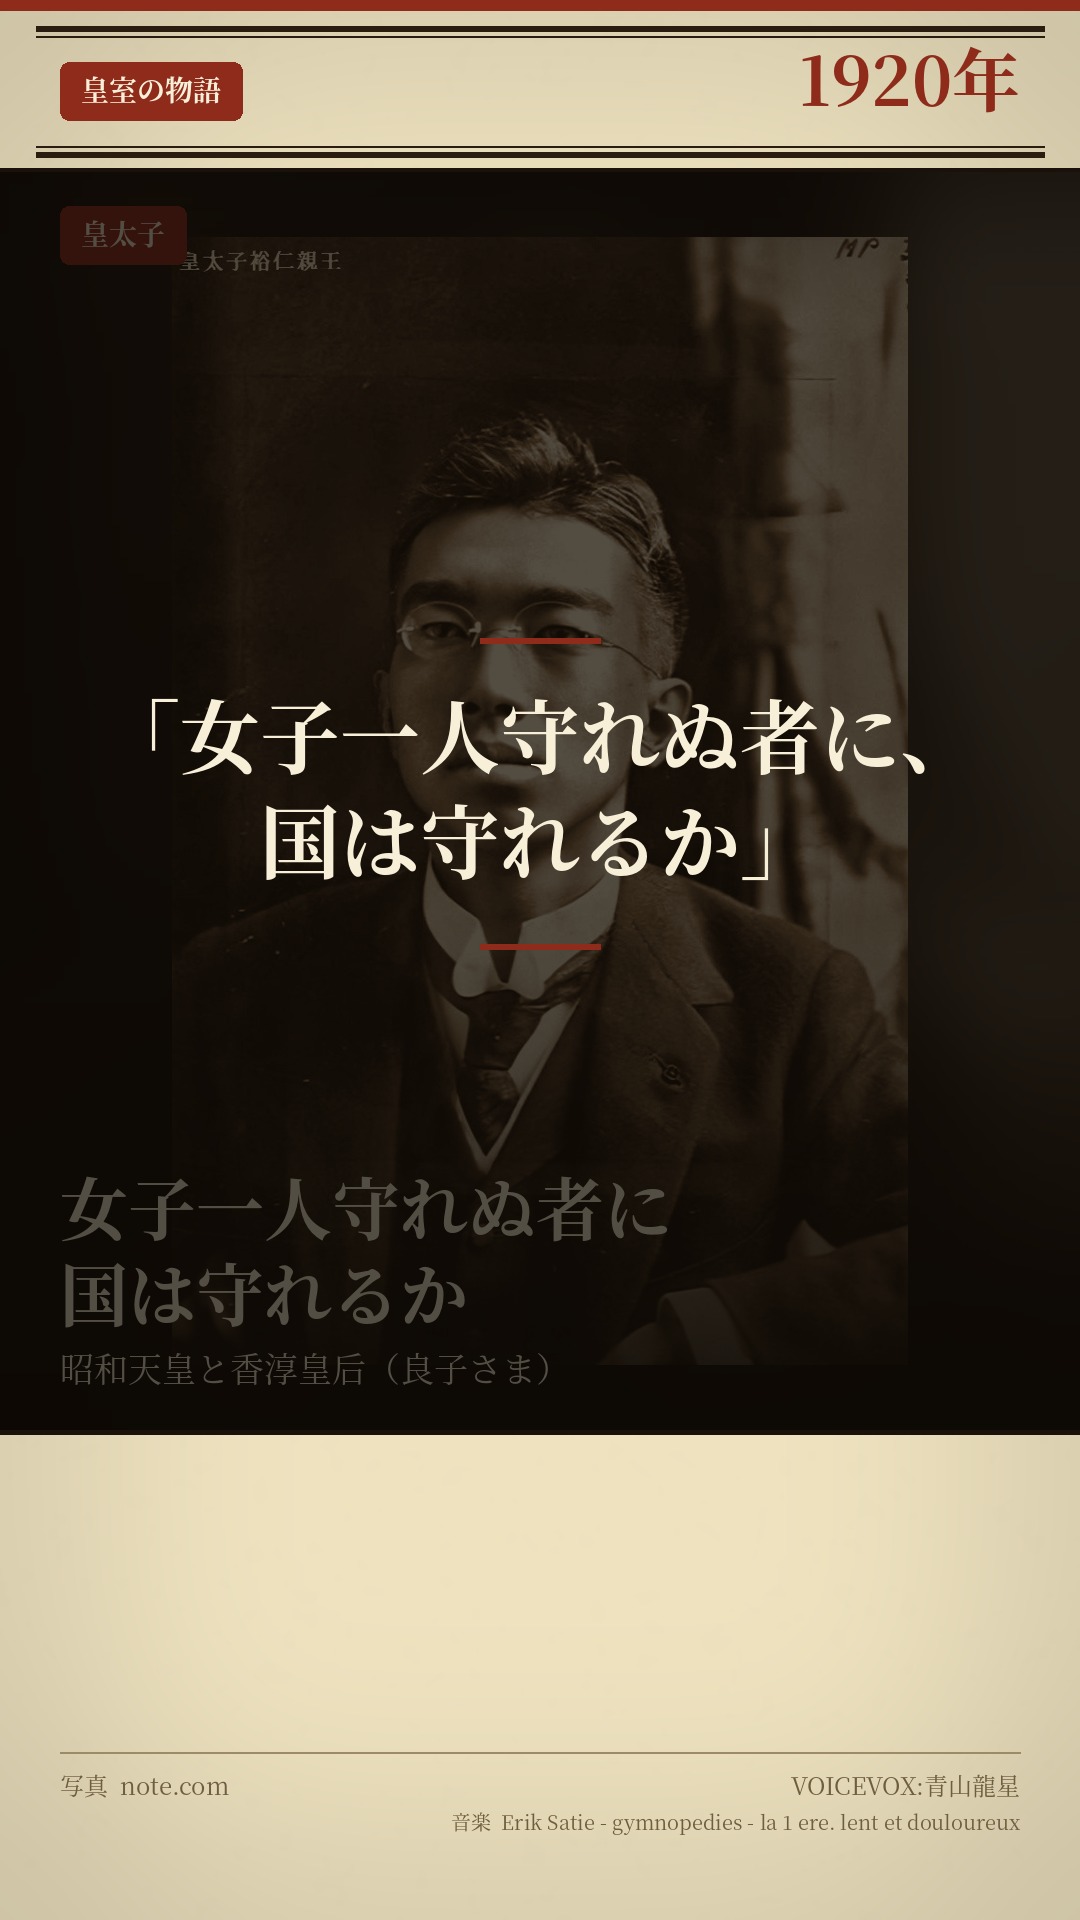 皇室の物語
1920年
皇太子
皇太子裕仁親王
MP 3
「女子一人守れぬ者に、
国は守れるか」
女子一人守れぬ者に
国は守れるか
昭和天皇と香淳皇后（良子さま）
写真 note.com
VOICEVOX:青山龍星
音楽 Erik Satie - gymnopedies - la 1 ere. lent et douloureux